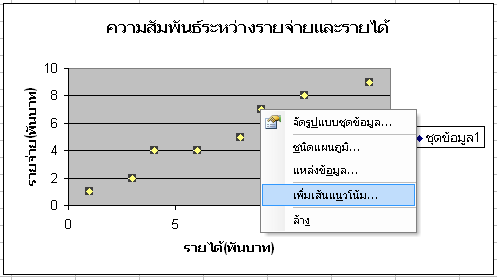 ความสัมพันธ์ระหว่างรายจ่ายและรายได้
10
8
6
4
2
0
รายจ่าย(พันบาท)
0
5
รายได้(พันบาท)
จัดรูปแบบชุดข้อมูล...
ชนิดแผนภูมิ...
แหล่งข้อมูล...
เพิ่มเส้นแนวโน้ม...
ล้าง
ชุดข้อมูล1